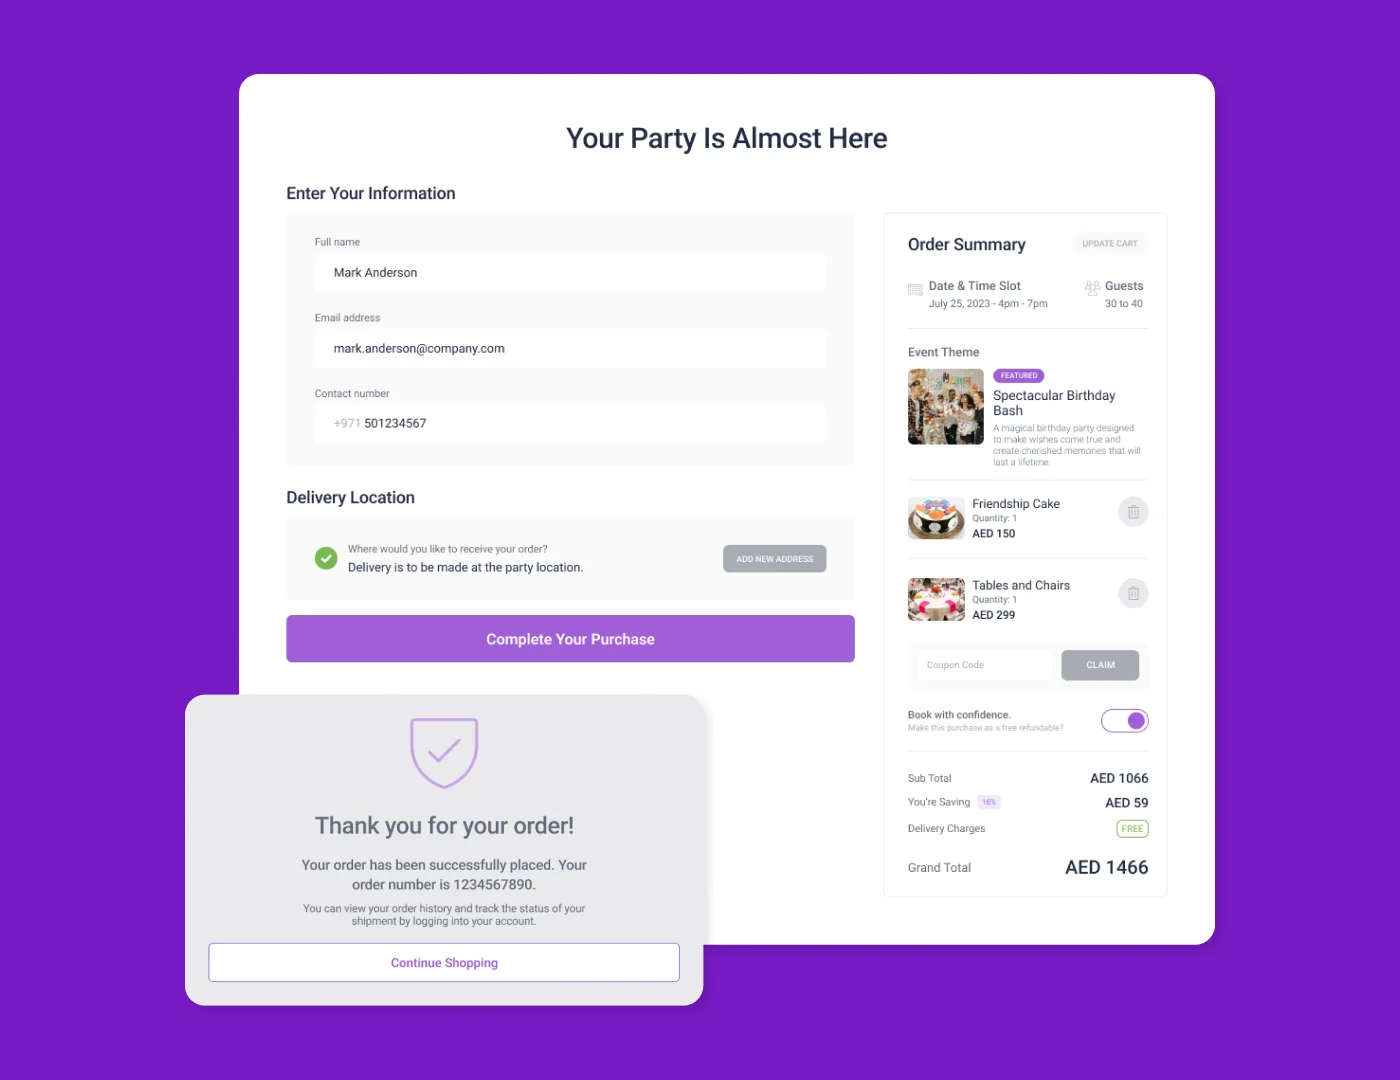 Your Party Is Almost Here
Enter Your Information
Full name
Mark Anderson
Email address
mark.anderson@company.com
Contact number
+971 501234567
Delivery Location
Where would you like to receive your order?
Delivery is to be made at the party location.
ADD NEW ADDRESS
Complete Your Purchase
Order Summary
UPDATE CART
Date & Time Slot
July 25, 2023 - 4pm - 7pm
Guests
30 to 40
Event Theme
FEATURED
Spectacular Birthday
Bash
A magical birthday party designed
to make wishes come true and
create cherished memories that will
last a lifetime.
Friendship Cake
Quantity: 1
AED 150
Tables and Chairs
Quantity: 1
AED 299
Coupon Code
CLAIM
Book with confidence.
Make this purchase as a free refundable?
Sub Total
AED 1066
You're Saving 16%
AED 59
Delivery Charges
FREE
Grand Total
AED 1466
Thank you for your order!
Your order has been successfully placed. Your
order number is 1234567890.
You can view your order history and track the status of your
shipment by logging into your account.
Continue Shopping